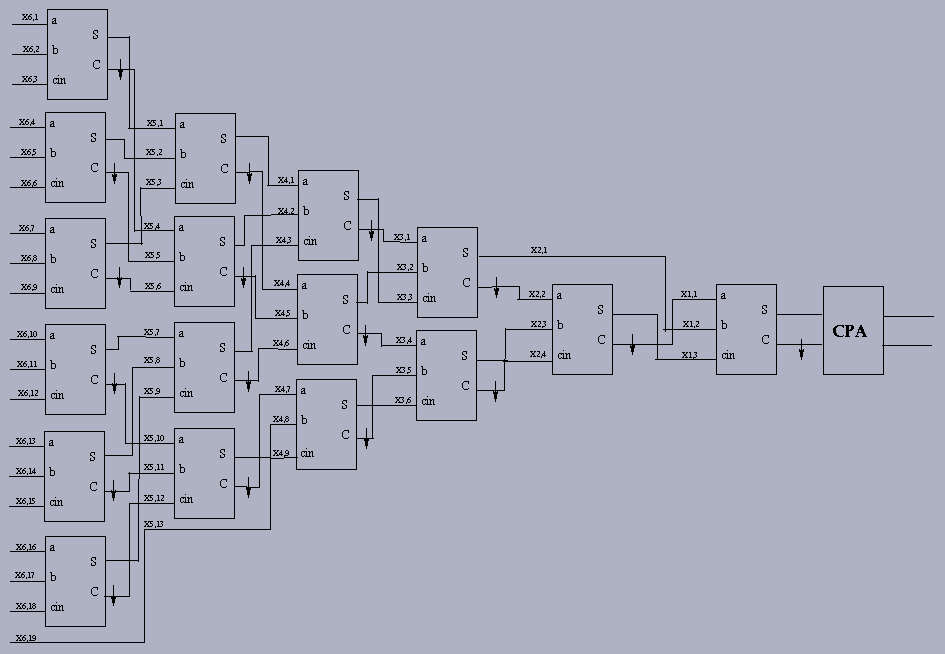 X6,1 a S
X6,2 b C
X6,3 cin
X6,4 a S
X6,5 b C
X6,6 cin
X6,7 a S
X6,8 b C
X6,9 cin
X6,10 a S
X6,11 b C
X6,12 cin
X6,13 a S
X6,14 b C
X6,15 cin
X6,16 a S
X6,17 b C
X6,18 cin
X6,19
X5,1 a S
X5,2 b C
X5,3 cin
X5,4 a S
X5,5 b C
X5,6 cin
X5,7 a S
X5,8 b C
X5,9 cin
X5,10 a S
X5,11 b C
X5,12 cin
X5,13
X4,1 a S
X4,2 b C
X4,3 cin
X4,4 a S
X4,5 b C
X4,6 cin
X4,7 a S
X4,8 b C
X4,9 cin
X3,1 a S
X3,2 b C
X3,3 cin
X3,4 a S
X3,5 b C
X3,6 cin
X2,1
X2,2 a S
X2,3 b C
X2,4 cin
X1,1 a S
X1,2 b C
X1,3 cin
CPA